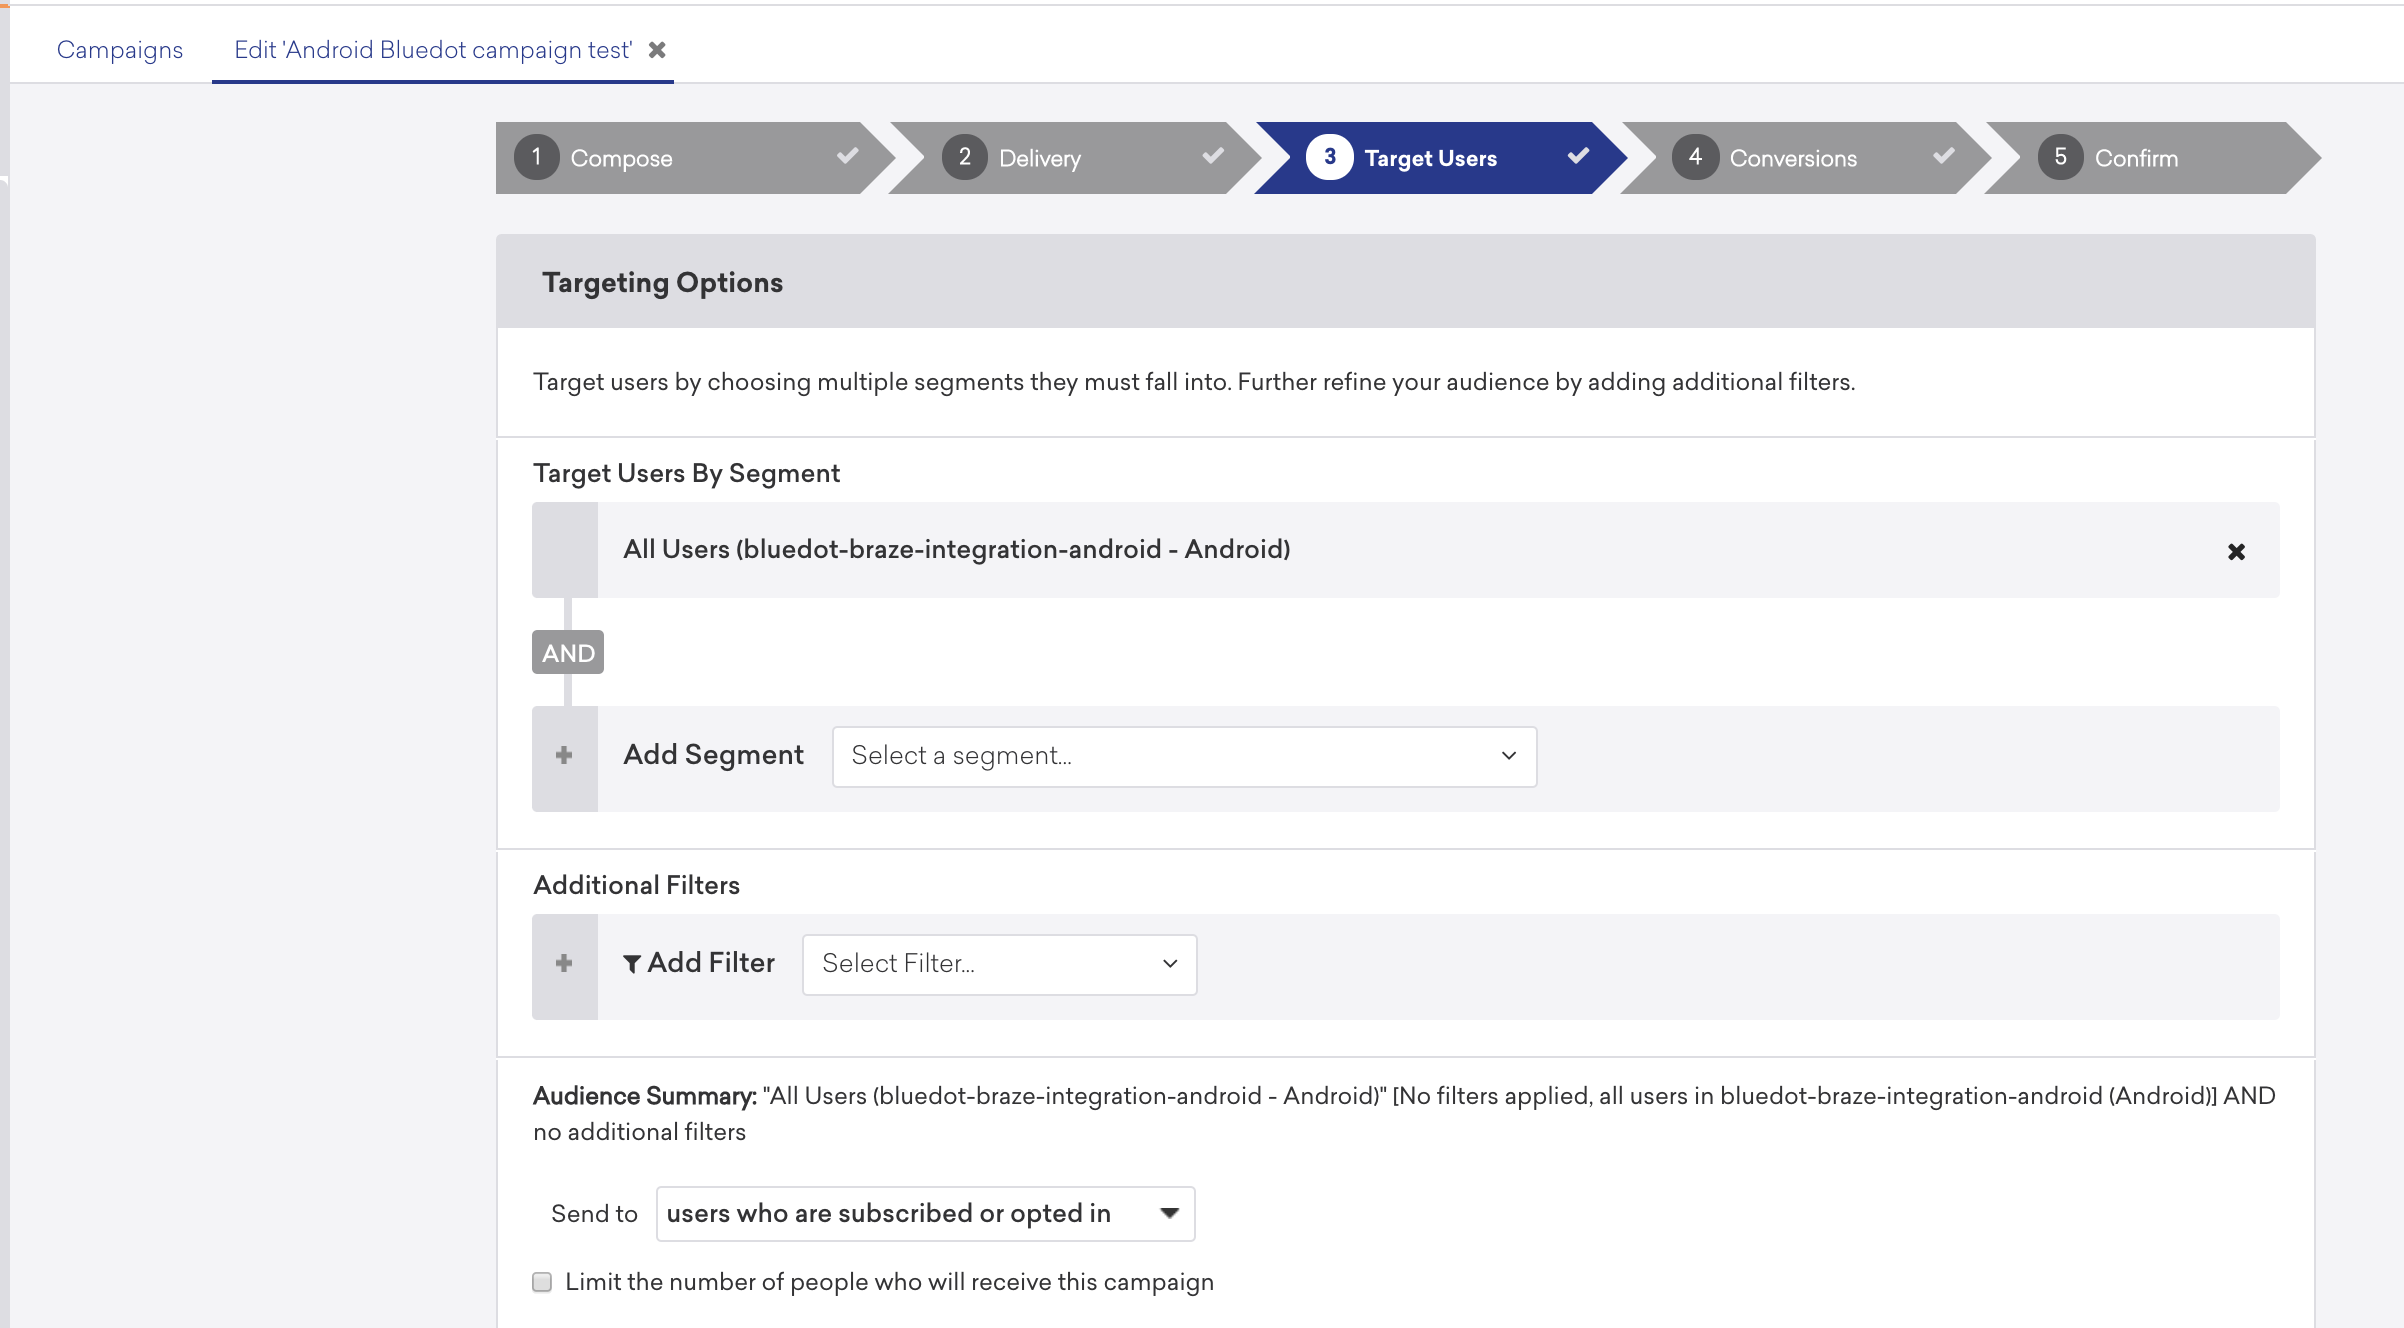 Campaigns Edit 'Android Bluedot campaign test'
1 Compose 2 Delivery 3 Target Users 4 Conversions 5 Confirm
Targeting Options
Target users by choosing multiple segments they must fall into. Further refine your audience by adding additional filters.
Target Users By Segment
All Users (bluedot-braze-integration-android - Android)
AND
Add Segment Select a segment...
Additional Filters
Add Filter Select Filter...
Audience Summary: "All Users (bluedot-braze-integration-android - Android)" [No filters applied, all users in bluedot-braze-integration-android (Android)] AND
no additional filters
Send to users who are subscribed or opted in
Limit the number of people who will receive this campaign